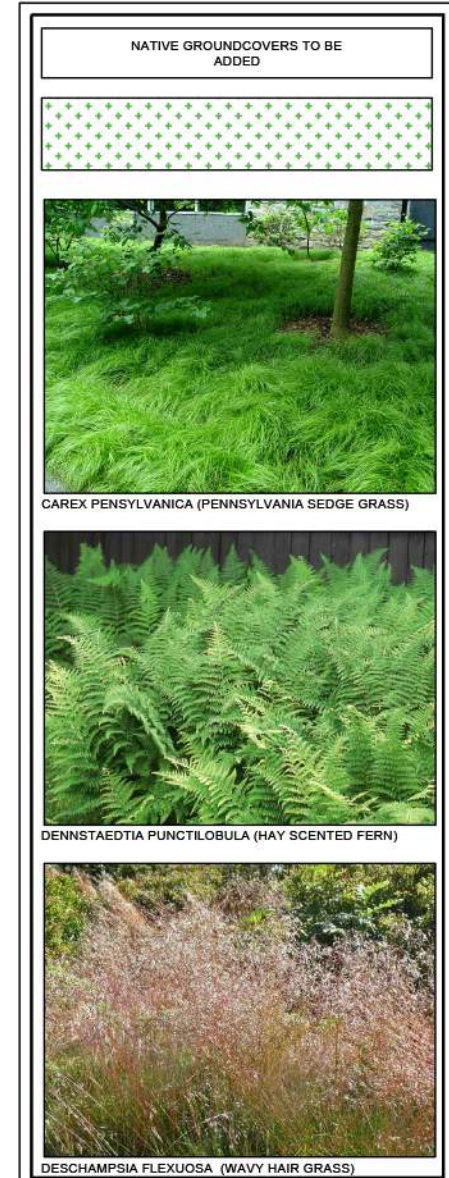 NATIVE GROUNDCOVERS TO BE
ADDED
CAREX PENSYLVANICA (PENNSYLVANIA SEDGE GRASS)
DENNSTAEDTIA PUNCTILOBULA (HAY SCENTED FERN)
DESCHAMPSIA FLEXUOSA (WAVY HAIR GRASS)